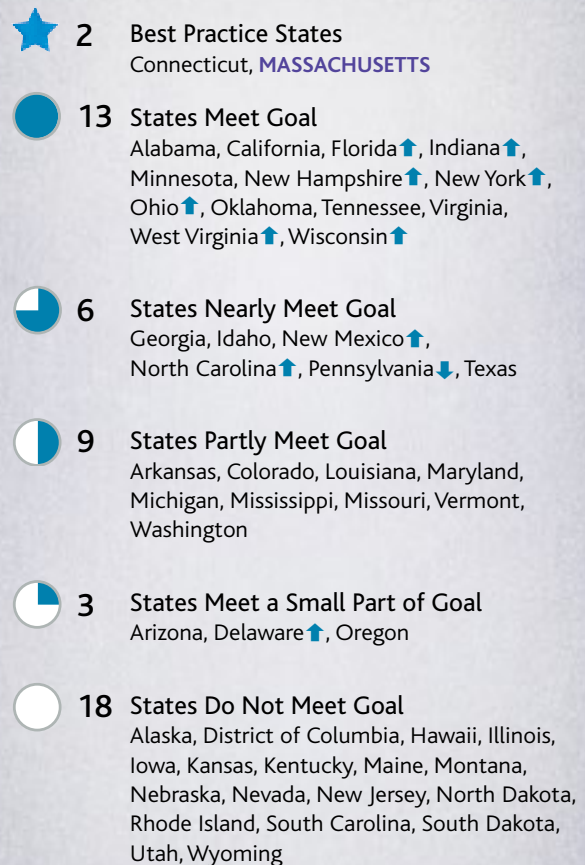 2 Best Practice States
Connecticut, MASSACHUSETTS
13 States Meet Goal
Alabama, California, Florida⬆, Indiana⬆,
Minnesota, New Hampshire⬆, New York⬆,
Ohio⬆, Oklahoma, Tennessee, Virginia,
West Virginia⬆, Wisconsin⬆
6 States Nearly Meet Goal
Georgia, Idaho, New Mexico⬆,
North Carolina⬆, Pennsylvania⬇, Texas
9 States Partly Meet Goal
Arkansas, Colorado, Louisiana, Maryland,
Michigan, Mississippi, Missouri, Vermont,
Washington
3 States Meet a Small Part of Goal
Arizona, Delaware⬆, Oregon
18 States Do Not Meet Goal
Alaska, District of Columbia, Hawaii, Illinois,
Iowa, Kansas, Kentucky, Maine, Montana,
Nebraska, Nevada, New Jersey, North Dakota,
Rhode Island, South Carolina, South Dakota,
Utah, Wyoming